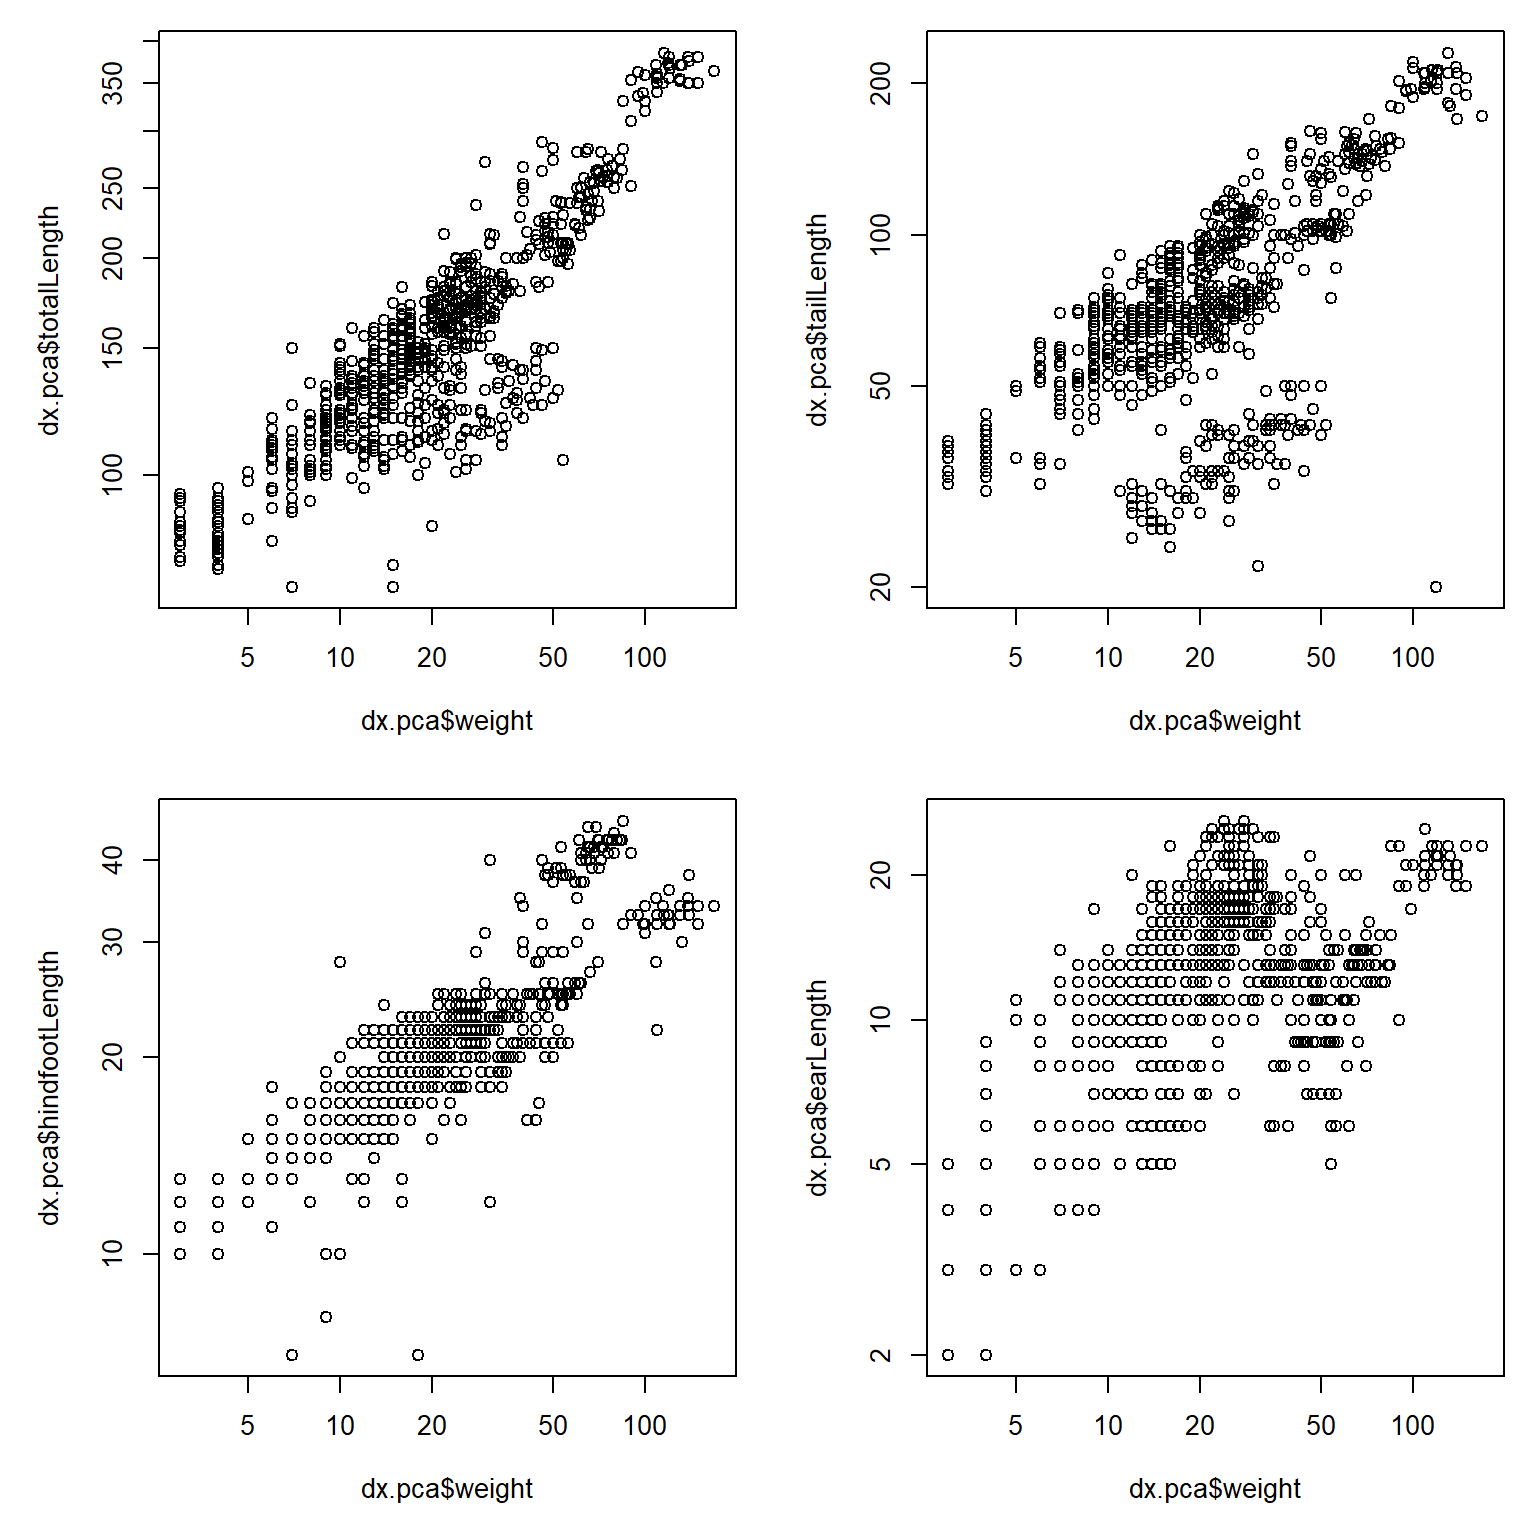 dx.pca$totalLength
100 150 200 250 350
5 10 20 50 100
dx.pca$weight
dx.pca$tailLength
20 50 100 200
5 10 20 50 100
dx.pca$weight
dx.pca$hindfootLength
10 20 30 40
5 10 20 50 100
dx.pca$weight
dx.pca$earLength
2 5 10 20
5 10 20 50 100
dx.pca$weight